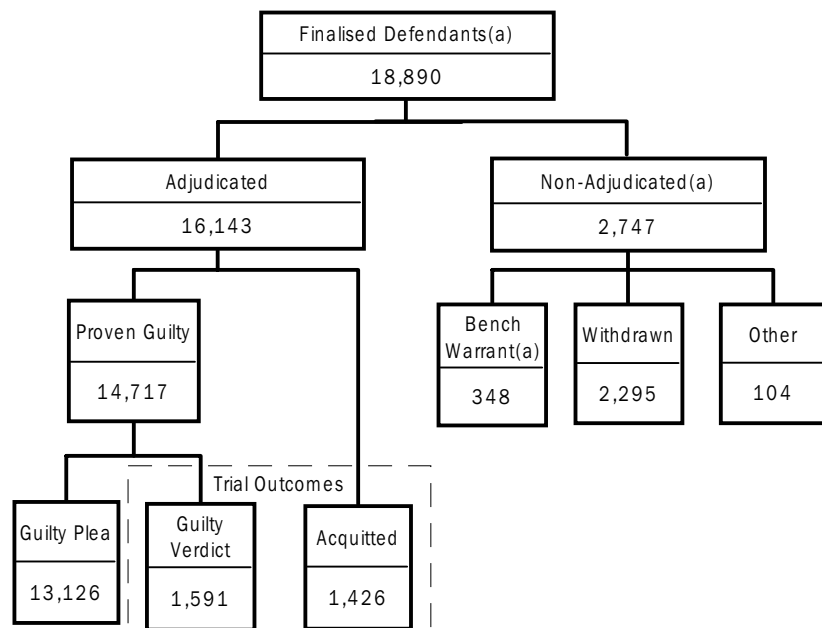 Finalised Defendants(a)
18,890
Adjudicated
16,143
Non-Adjudicated(a)
2,747
Proven Guilty
14,717
Bench
Warrant(a)
348
Withdrawn
2,295
Other
104
Trial Outcomes
Guilty Plea
13,126
Guilty
Verdict
1,591
Acquitted
1,426